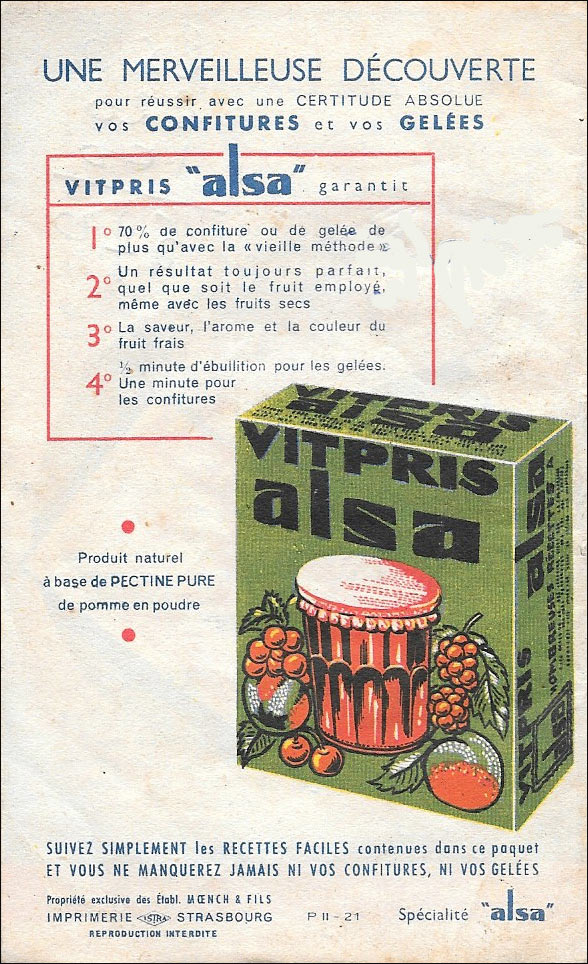 UNE MERVEILLEUSE DÉCOUVERTE
pour réussir avec une CERTITUDE ABSOLUE
vos CONFITURES et vos GELÉES
VITPRIS "alsa" garantit
1° 70 % de confiture ou de gelée de
plus qu'avec la « vieille méthode »
2° Un résultat toujours parfait,
quel que soit le fruit employé,
même avec les fruits secs
3° La saveur, l'arome et la couleur du
fruit frais
4° ½ minute d'ébullition pour les gelées.
Une minute pour
les confitures
VITPRIS
alsa
VITPRIS
alsa
VITPRIS alsa
NOMBREUSES RECETTES A
Produit naturel
à base de PECTINE PURE
de pomme en poudre
SUIVEZ SIMPLEMENT les RECETTES FACILES contenues dans ce paquet
ET VOUS NE MANQUEREZ JAMAIS NI VOS CONFITURES, NI VOS GELÉES
Propriété exclusive des Établ. MŒNCH & FILS
IMPRIMERIE ISTRA STRASBOURG P II - 21 Spécialité "alsa"
REPRODUCTION INTERDITE